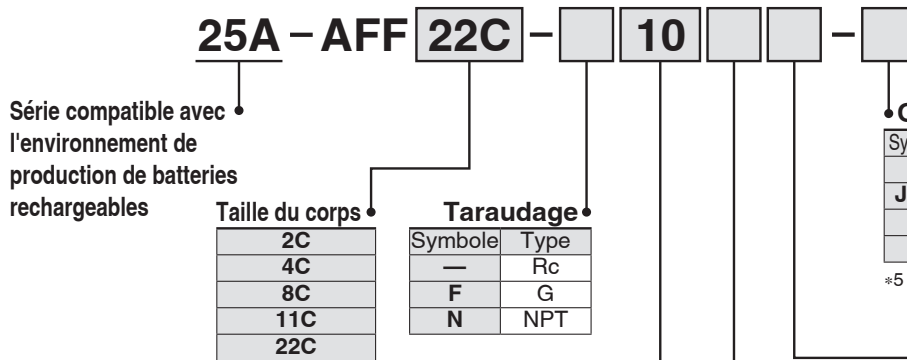 25A – AFF 22C – 10 –
Série compatible avec
l'environnement de
production de batteries
rechargeables
Taille du corps
2C
4C
8C
11C
22C
Taraudage
Symbole Type
— Rc
F G
N NPT
J
*5